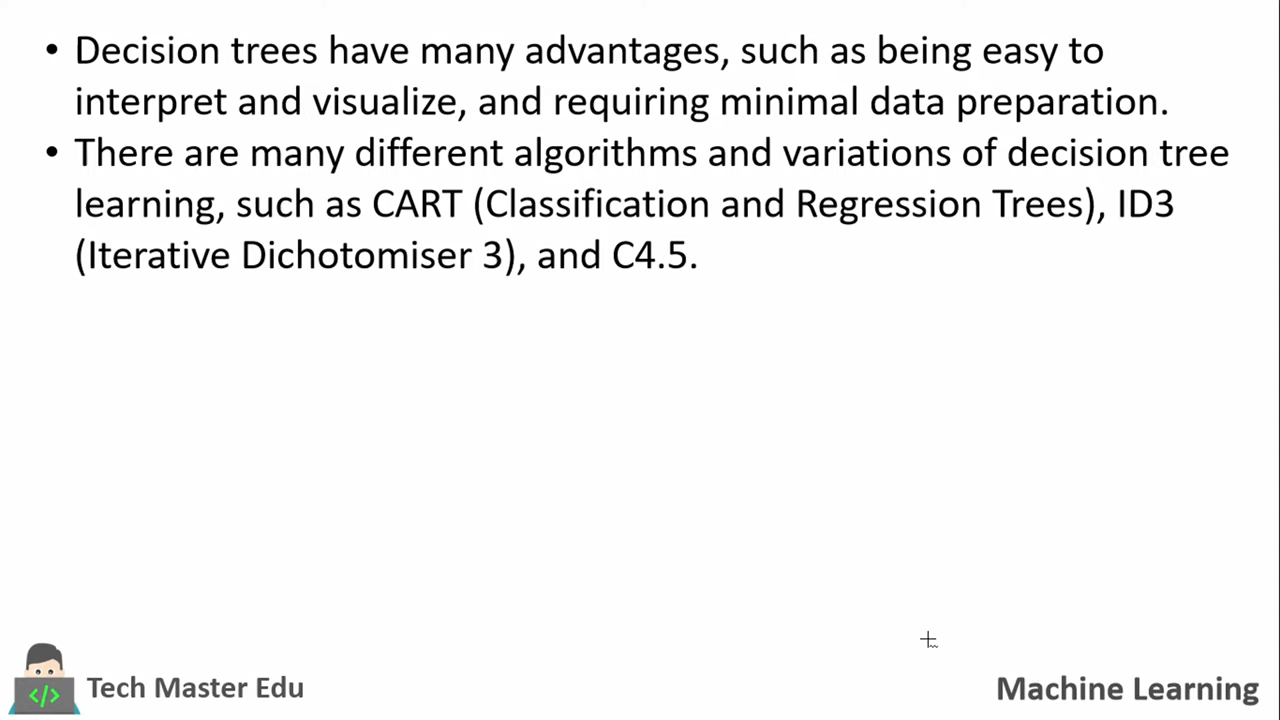 • Decision trees have many advantages, such as being easy to
interpret and visualize, and requiring minimal data preparation.
• There are many different algorithms and variations of decision tree
learning, such as CART (Classification and Regression Trees), ID3
(Iterative Dichotomiser 3), and C4.5.
</>
Tech Master Edu
Machine Learning